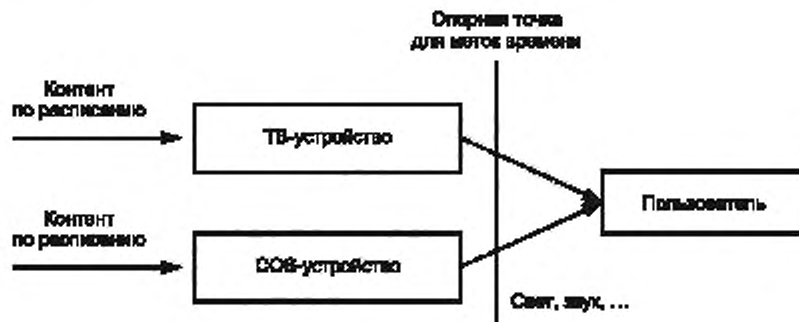 Опорная точка
для меток времени
Контент
по расписанию
ТВ-устройство
Пользователь
Контент
по расписанию
СОВ-устройство
Свет, звук, ...